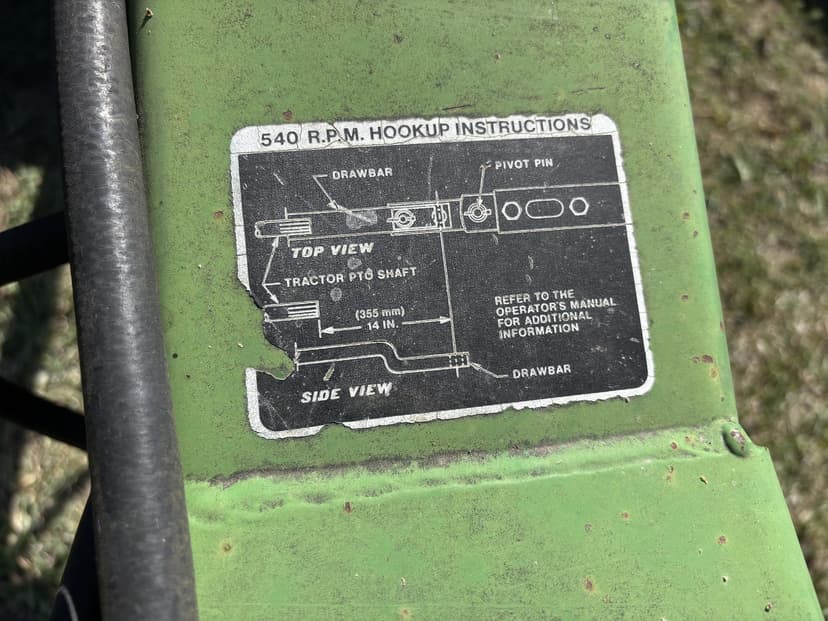 540 R.P.M. HOOKUP INSTRUCTIONS
DRAWBAR
PIVOT PIN
TOP VIEW
TRACTOR PTO SHAFT
(355 mm)
14 IN.
REFER TO THE
OPERATOR'S MANUAL
FOR ADDITIONAL
INFORMATION
DRAWBAR
SIDE VIEW